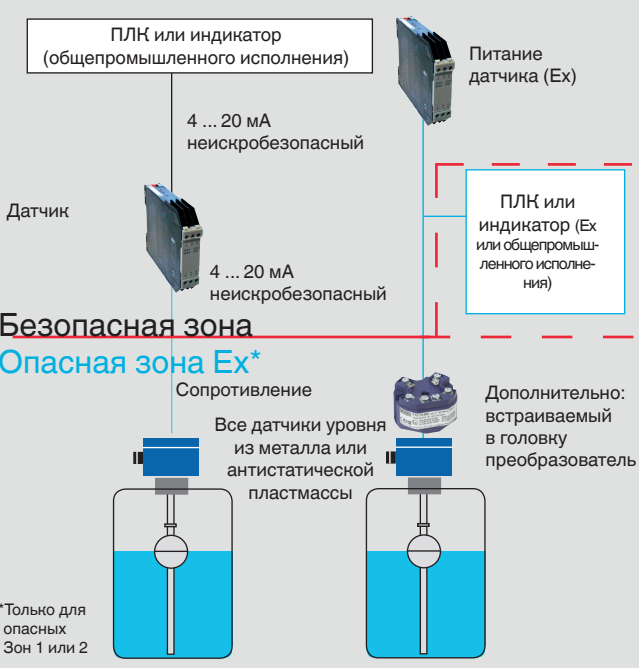 ПЛК или индикатор
(общепромышленного исполнения)
Питание
датчика (Ex)
4 ... 20 мА
неискробезопасный
Датчик
ПЛК или
индикатор (Ex
или общепромыш-
ленного исполне-
ния)
4 ... 20 мА
неискробезопасный
Безопасная зона
Опасная зона Ex*
Сопротивление
Все датчики уровня
из металла или
антистатической
пластмассы
Дополнительно:
встраиваемый
в головку
преобразователь
*Только для
опасных
Зон 1 или 2